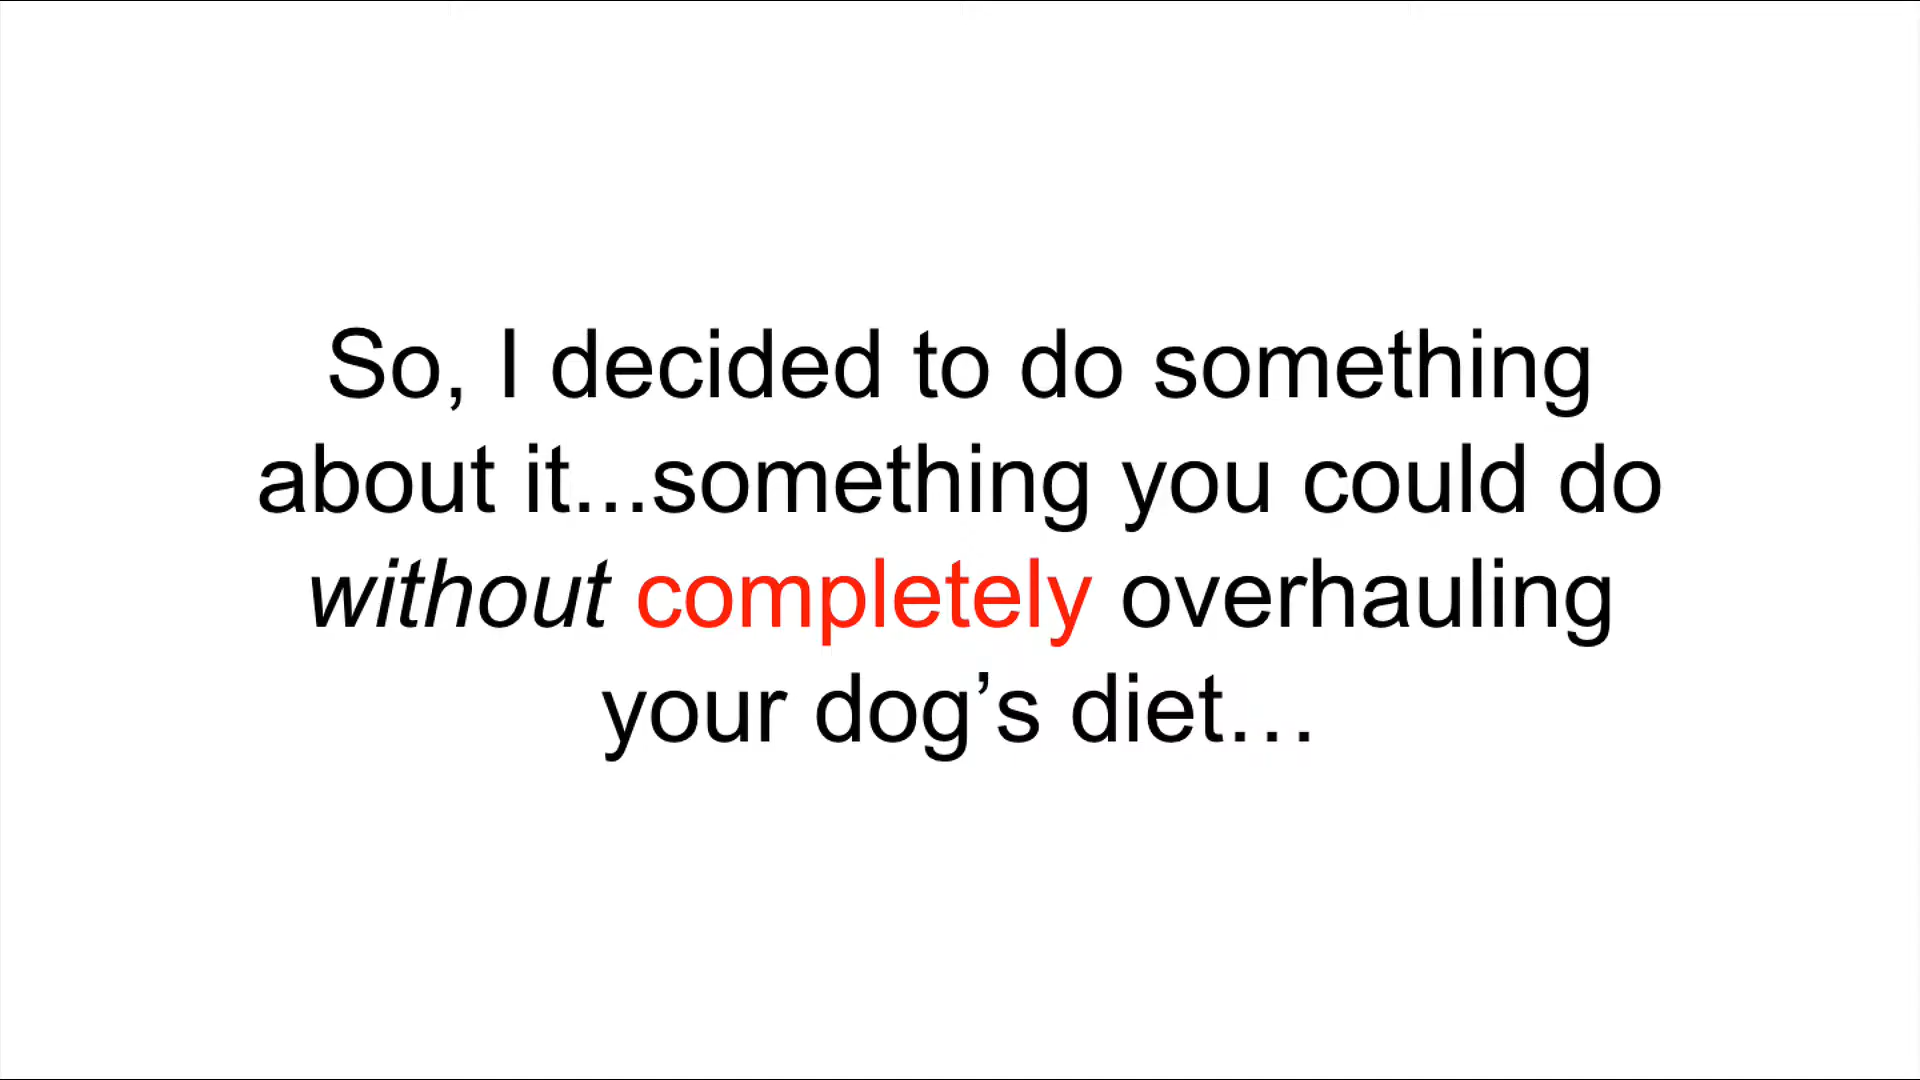 So, I decided to do something
about it...something you could do
without completely overhauling
your dog’s diet…